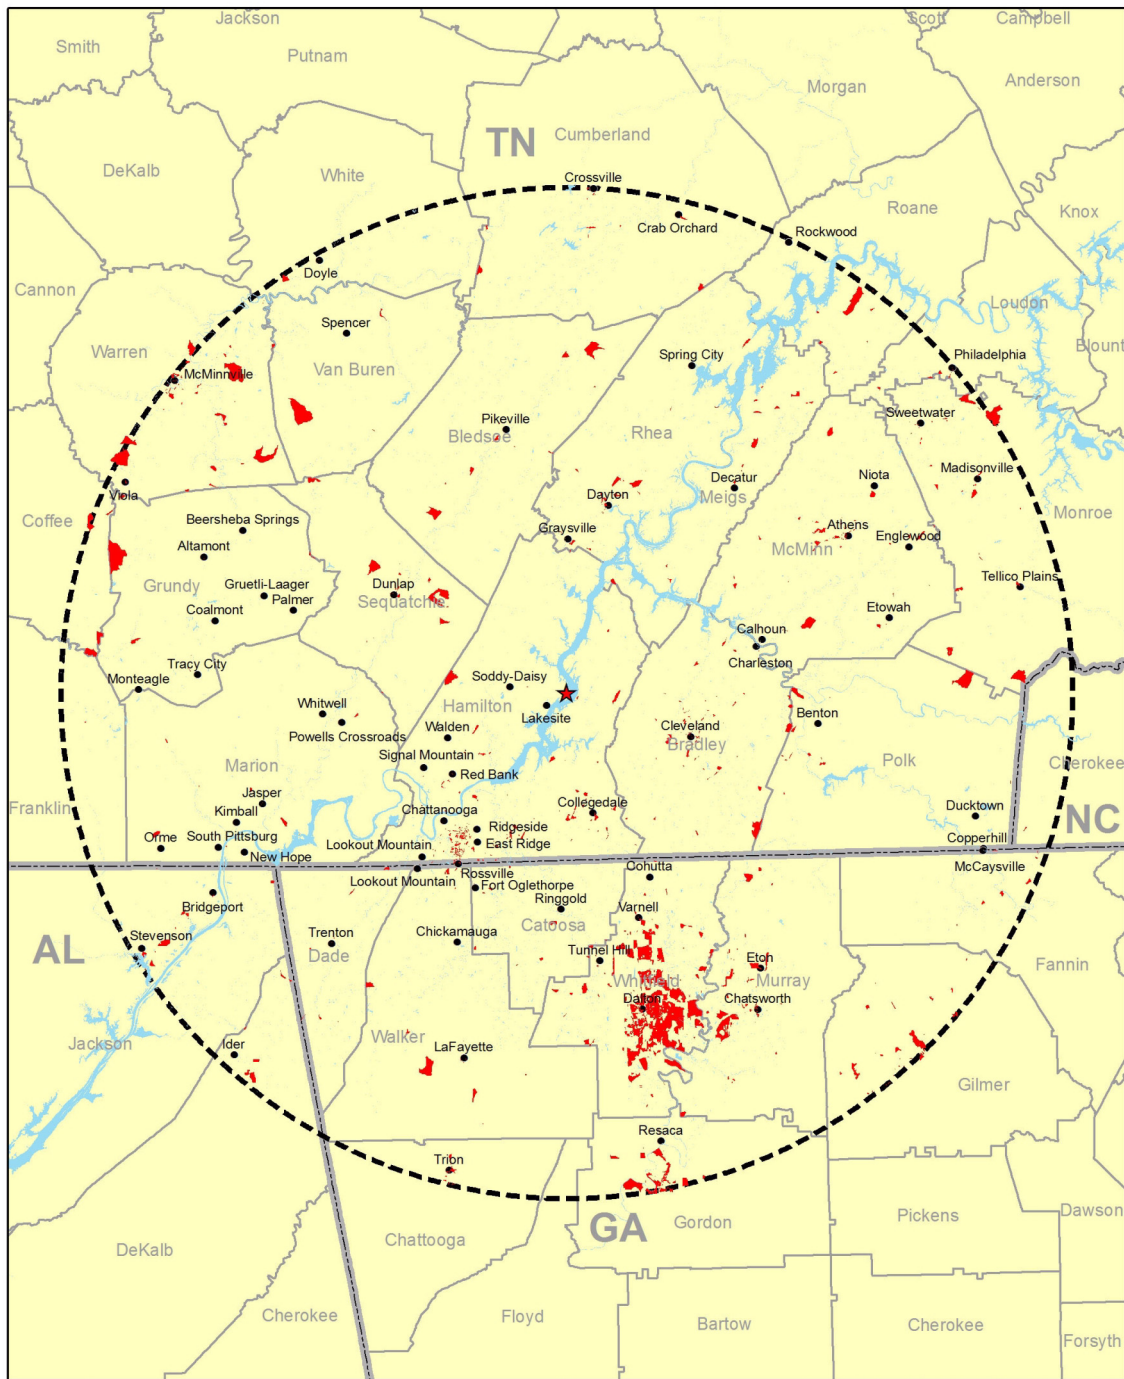 Jackson
Scott
Campbell
Smith
Putnam
Anderson
Morgan
TN
Cumberland
DeKalb
White
Crossville
Roane
Knox
Crab Orchard
Rockwood
Doyle
Cannon
Loudon
Spencer
Warren
Blount
Spring City
Philadelphia
Van Buren
McMinnville
Sweetwater
Pikeville
Bledsoe
Rhea
Madisonville
Niota
Decatur
Viola
Dayton
Meigs
Monroe
Coffee
Beersheba Springs
Graysville
Athens
Englewood
Altamont
McMinn
Tellico Plains
Grundy
Gruetli-Laager
Dunlap
Palmer
Sequatchie
Coalmont
Etowah
Calhoun
Charleston
Tracy City
Monteagle
Soddy-Daisy
Whitwell
Hamilton
Lakesite
Benton
Powells Crossroads
Walden
Cleveland
Bradley
Signal Mountain
Polk
Marion
Red Bank
Cherokee
Jasper
Franklin
Kimball
Chattanooga
Collegedale
Ducktown
NC
Orme
South Pittsburg
Ridgeside
Lookout Mountain
East Ridge
Copperhill
New Hope
Cohutta
McCaysville
Lookout Mountain
Rossville
Fort Oglethorpe
Bridgeport
Ringgold
Varnell
Catoosa
Stevenson
Trenton
Chickamauga
AL
Dade
Tunnel Hill
Etoh
Fannin
Whitfield
Murray
Dalton
Chatsworth
Walker
Jackson
Ider
LaFayette
Gilmer
Resaca
Trion
GA
Gordon
Pickens
Dawson
Chattooga
DeKalb
Cherokee
Floyd
Bartow
Cherokee
Forsyth